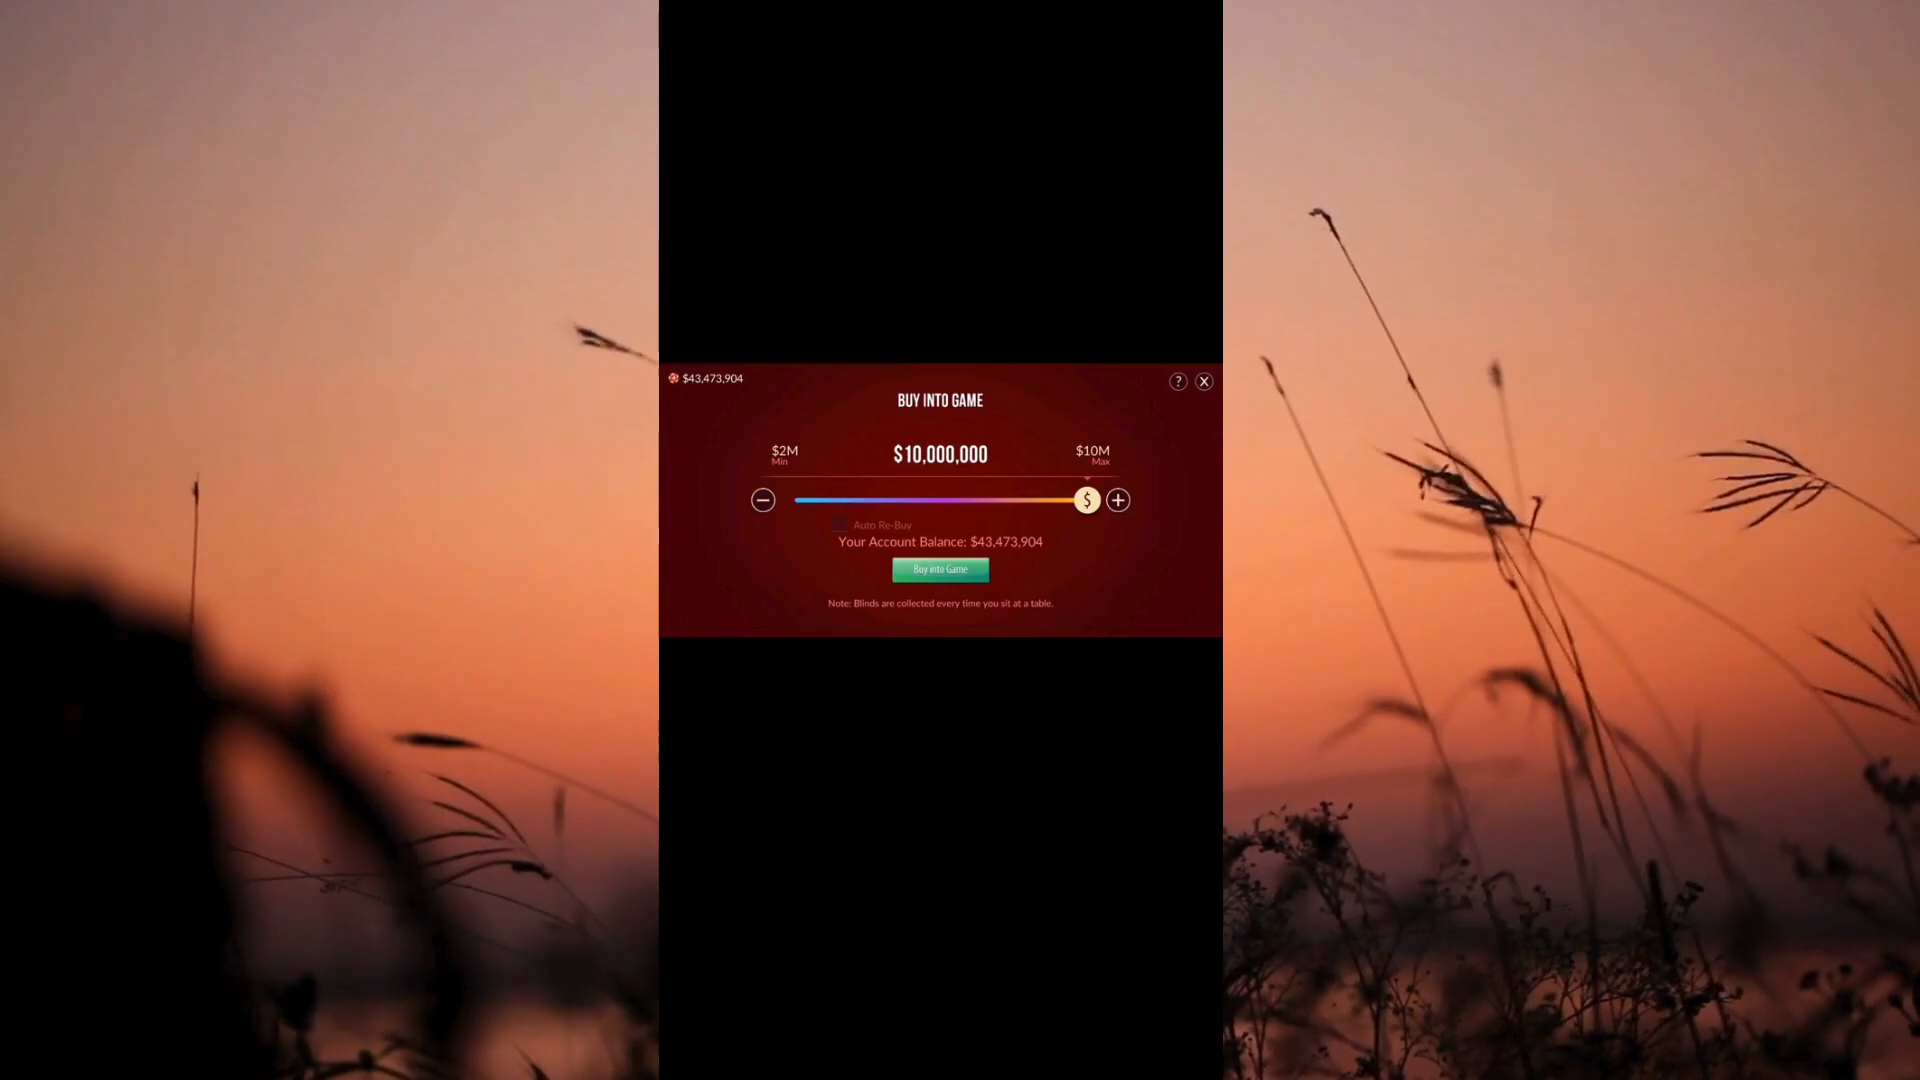 $43,473,904
? X
BUY INTO GAME
$2M $10,000,000 $10M
Min Max
$
Auto Re-Buy
Your Account Balance: $43,473,904
Buy into Game
Note: Blinds are collected every time you sit at a table.